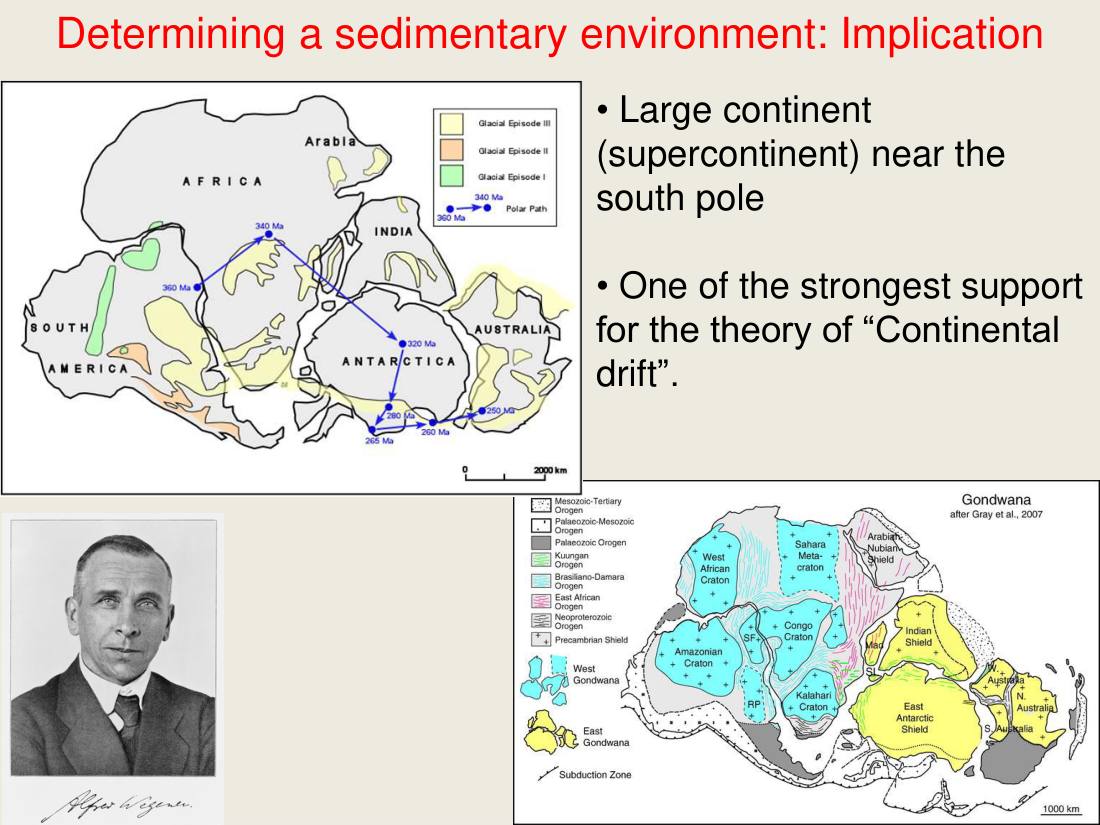 Determining a sedimentary environment: Implication
Arabia
AFRICA
INDIA
SOUTH
AMERICA
ANTARCTICA
AUSTRALIA
Glacial Episode III
Glacial Episode II
Glacial Episode I
340 Ma
360 Ma
Polar Path
340 Ma
360 Ma
320 Ma
280 Ma
265 Ma
260 Ma
250 Ma
0 2000 km
• Large continent
(supercontinent) near the
south pole
• One of the strongest support
for the theory of “Continental
drift”.
Alfred Wegener.
Mesozoic-Tertiary
Orogen
Palaeozoic-Mesozoic
Orogen
Palaeozoic Orogen
Kuungan
Orogen
Brasiliano-Damara
Orogen
East African
Orogen
Neoproterozoic
Orogen
Precambrian Shield
West
Gondwana
East
Gondwana
Subduction Zone
Gondwana
after Gray et al., 2007
West
African
Craton
Sahara
Meta-
craton
Arabian-
Nubian
Shield
Amazonian
Craton
SF
Congo
Craton
Mad
SL
Indian
Shield
RP
Kalahari
Craton
East
Antarctic
Shield
W.
Australia
N.
Australia
S. Australia
1000 km